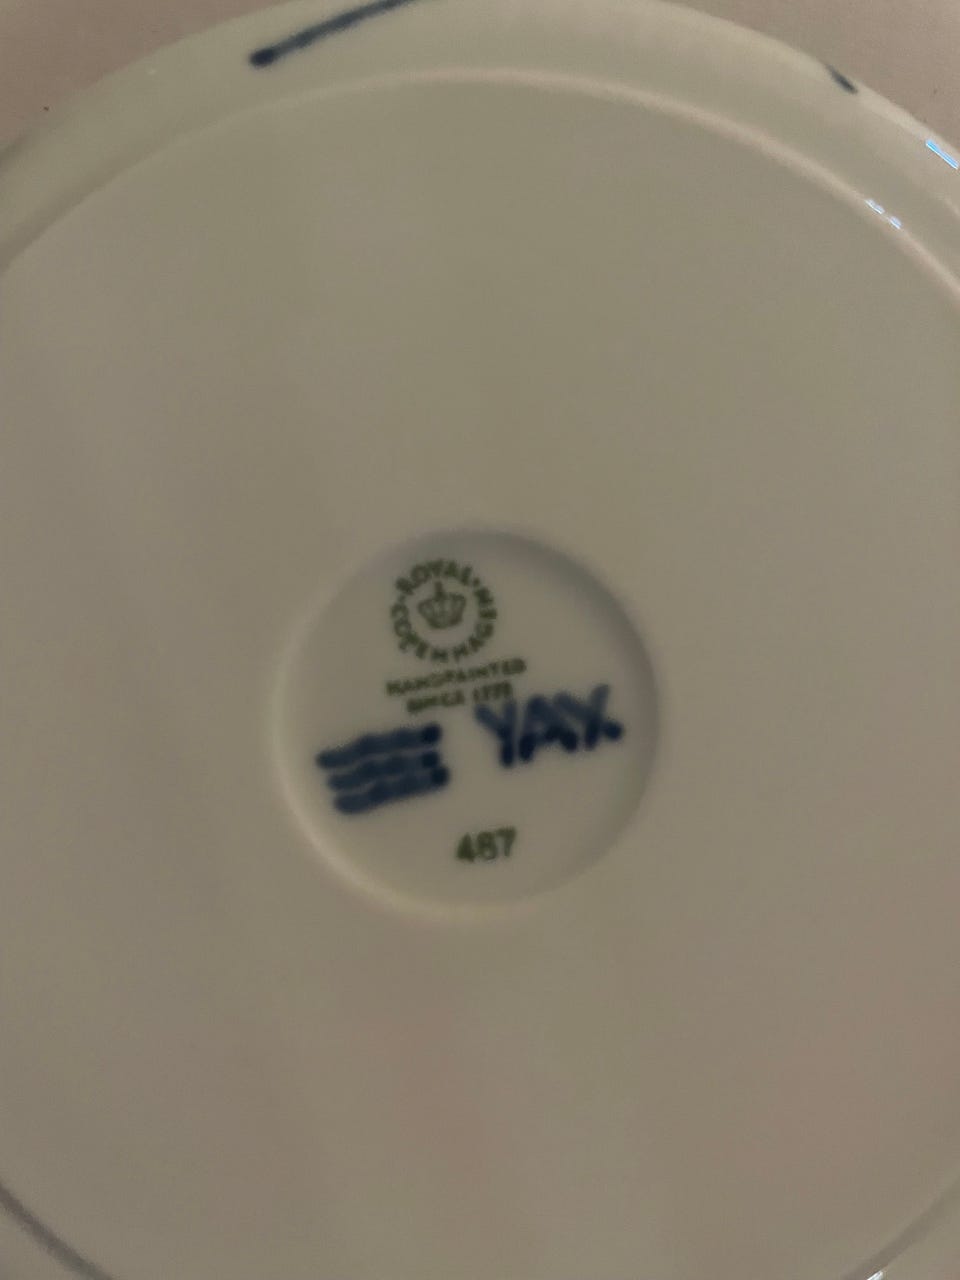 ROYAL COPENHAGEN
HANDPAINTED
SINCE 1775
YAX
487